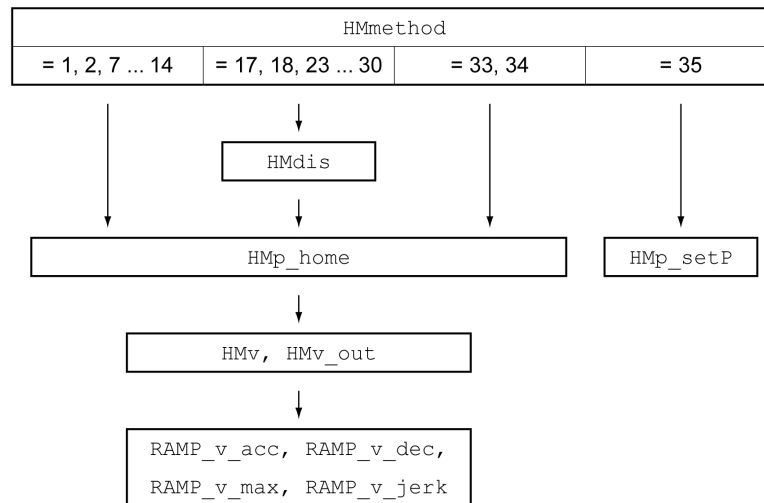 HMmethod
= 1, 2, 7 ... 14
= 17, 18, 23 ... 30
= 33, 34
= 35
HMdis
HMp_home
HMp_setP
HMv, HMv_out
RAMP_v_acc, RAMP_v_dec,
RAMP_v_max, RAMP_v_jerk